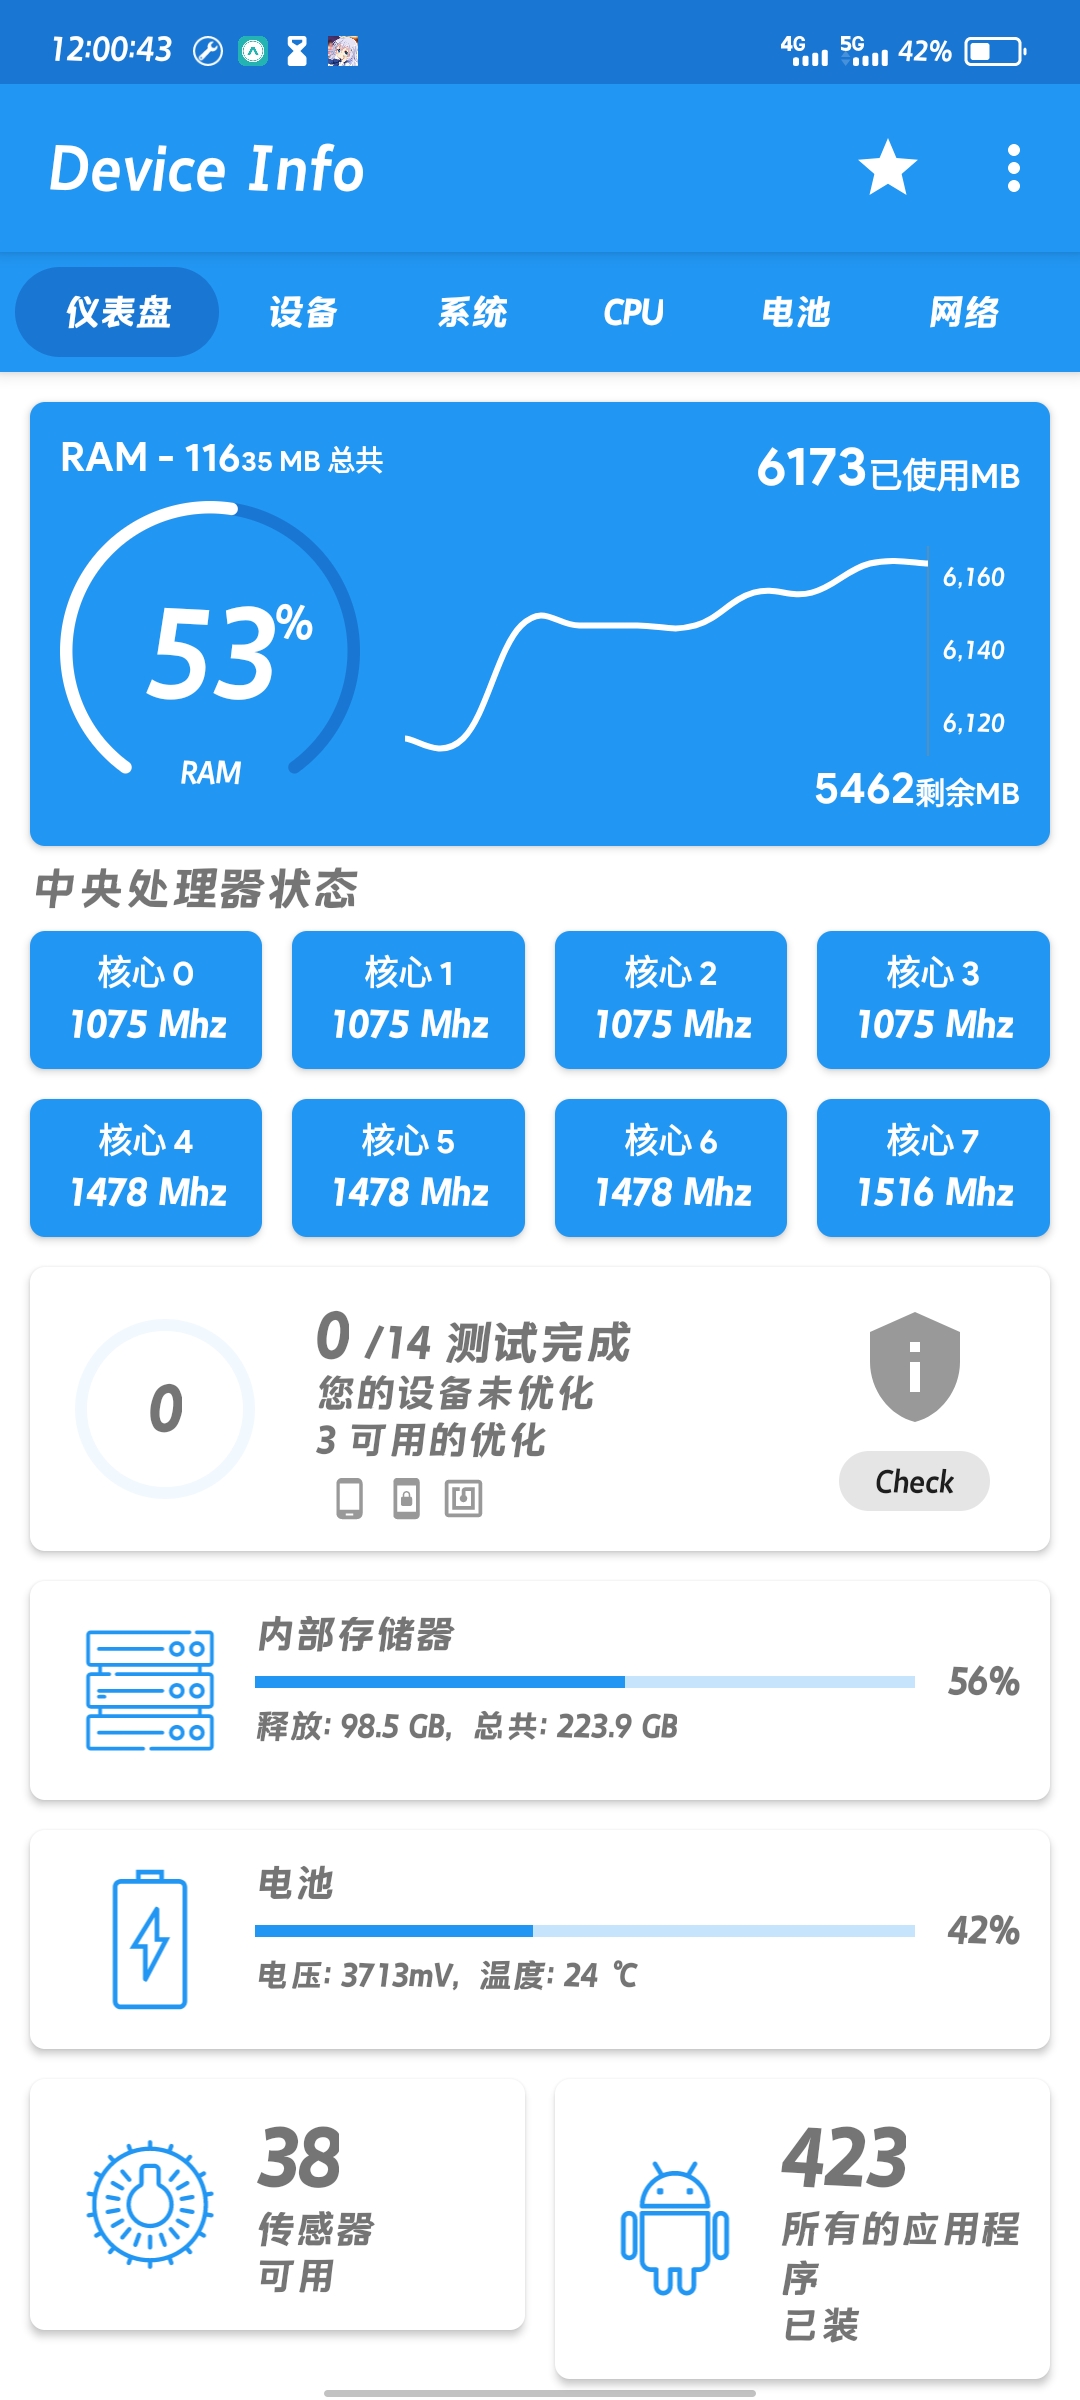 12:00:43 4G 5G 42%
Device Info
仪表盘 设备 系统 CPU 电池 网络
RAM - 11635 MB 总共
6173已使用MB
53%
RAM
6,160
6,140
6,120
5462剩余MB
中央处理器状态
核心 0 核心 1 核心 2 核心 3
1075 Mhz 1075 Mhz 1075 Mhz 1075 Mhz
核心 4 核心 5 核心 6 核心 7
1478 Mhz 1478 Mhz 1478 Mhz 1516 Mhz
0
0 /14 测试完成
您的设备未优化
3 可用的优化
Check
内部存储器
56%
释放: 98.5 GB, 总共: 223.9 GB
电池
42%
电压: 3713mV, 温度: 24 ℃
38
传感器
可用
423
所有的应用程
序
已装